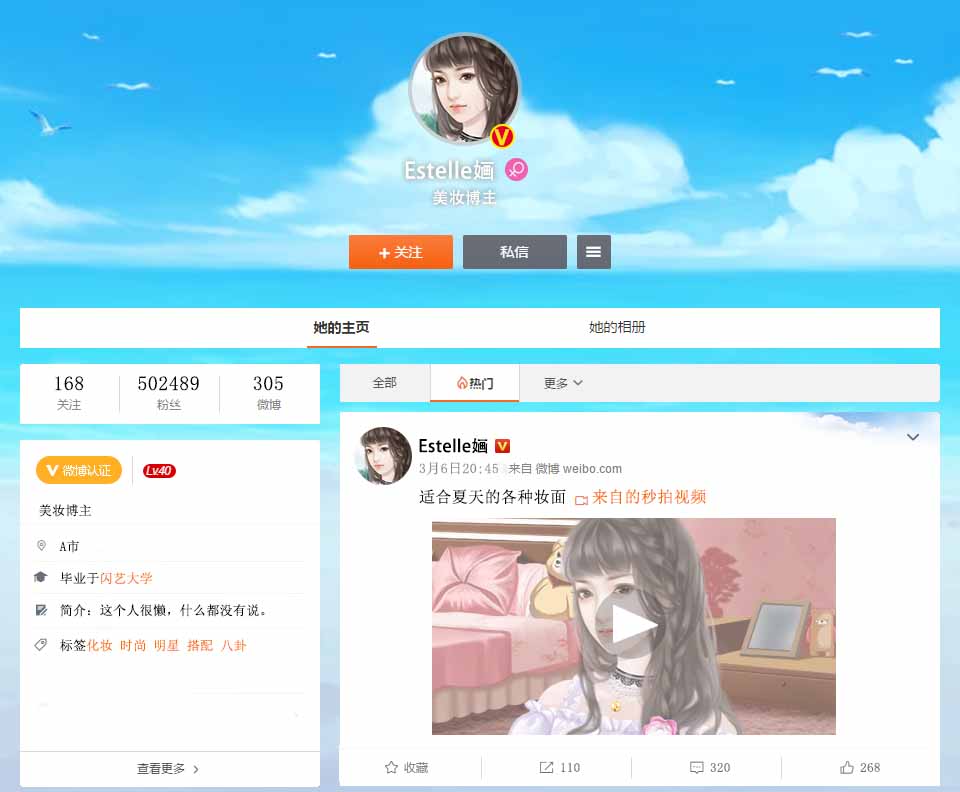 Estelle婳
美妆博主
+ 关注
私信
她的主页
她的相册
168
502489
305
关注
粉丝
微博
V 微博认证
Lv40
美妆博主
A市
毕业于闪艺大学
简介：这个人很懒，什么都没有说。
标签化妆 时尚 明星 搭配 八卦
查看更多
全部
热门
更多
Estelle婳
3月6日20:45 来自 微博 weibo.com
适合夏天的各种妆面 来自的秒拍视频
收藏
110
320
268